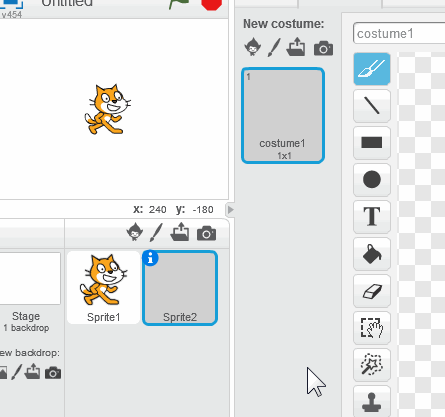 Untitled
v454
x: 240 y: -180
Sprite1
Sprite2
Stage
1 backdrop
ew backdrop:
New costume:
1
costume1
1x1
costume1
T